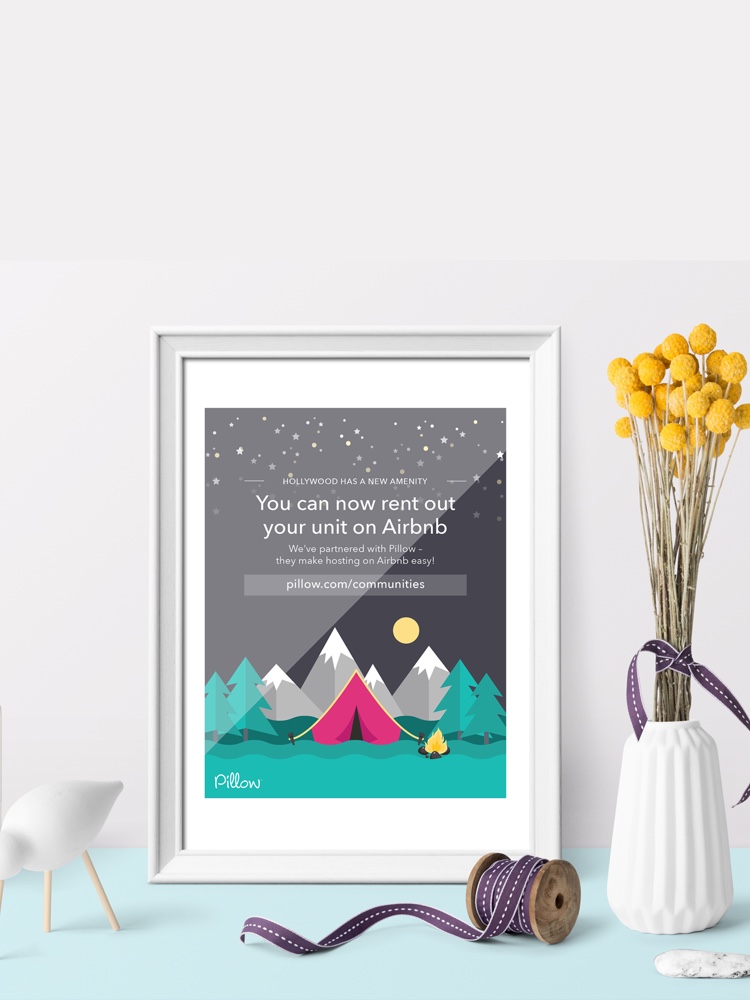 HOLLYWOOD HAS A NEW AMENITY
You can now rent out
your unit on Airbnb
We've partnered with Pillow –
they make hosting on Airbnb easy!
pillow.com/communities
Pillow